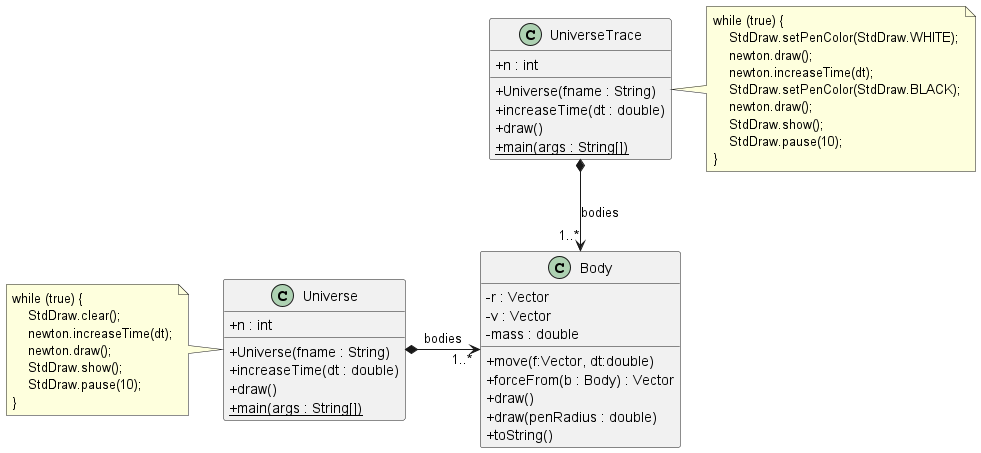 C UniverseTrace
+n : int
+Universe(fname : String)
+increaseTime(dt : double)
+draw()
+main(args : String[])
while (true) {
StdDraw.setPenColor(StdDraw.WHITE);
newton.draw();
newton.increaseTime(dt);
StdDraw.setPenColor(StdDraw.BLACK);
newton.draw();
StdDraw.show();
StdDraw.pause(10);
}
bodies
1..*
while (true) {
StdDraw.clear();
newton.increaseTime(dt);
newton.draw();
StdDraw.show();
StdDraw.pause(10);
}
C Universe
+n : int
+Universe(fname : String)
+increaseTime(dt : double)
+draw()
+main(args : String[])
bodies
1..*
C Body
-r : Vector
-v : Vector
-mass : double
+move(f:Vector, dt:double)
+forceFrom(b : Body) : Vector
+draw()
+draw(penRadius : double)
+toString()